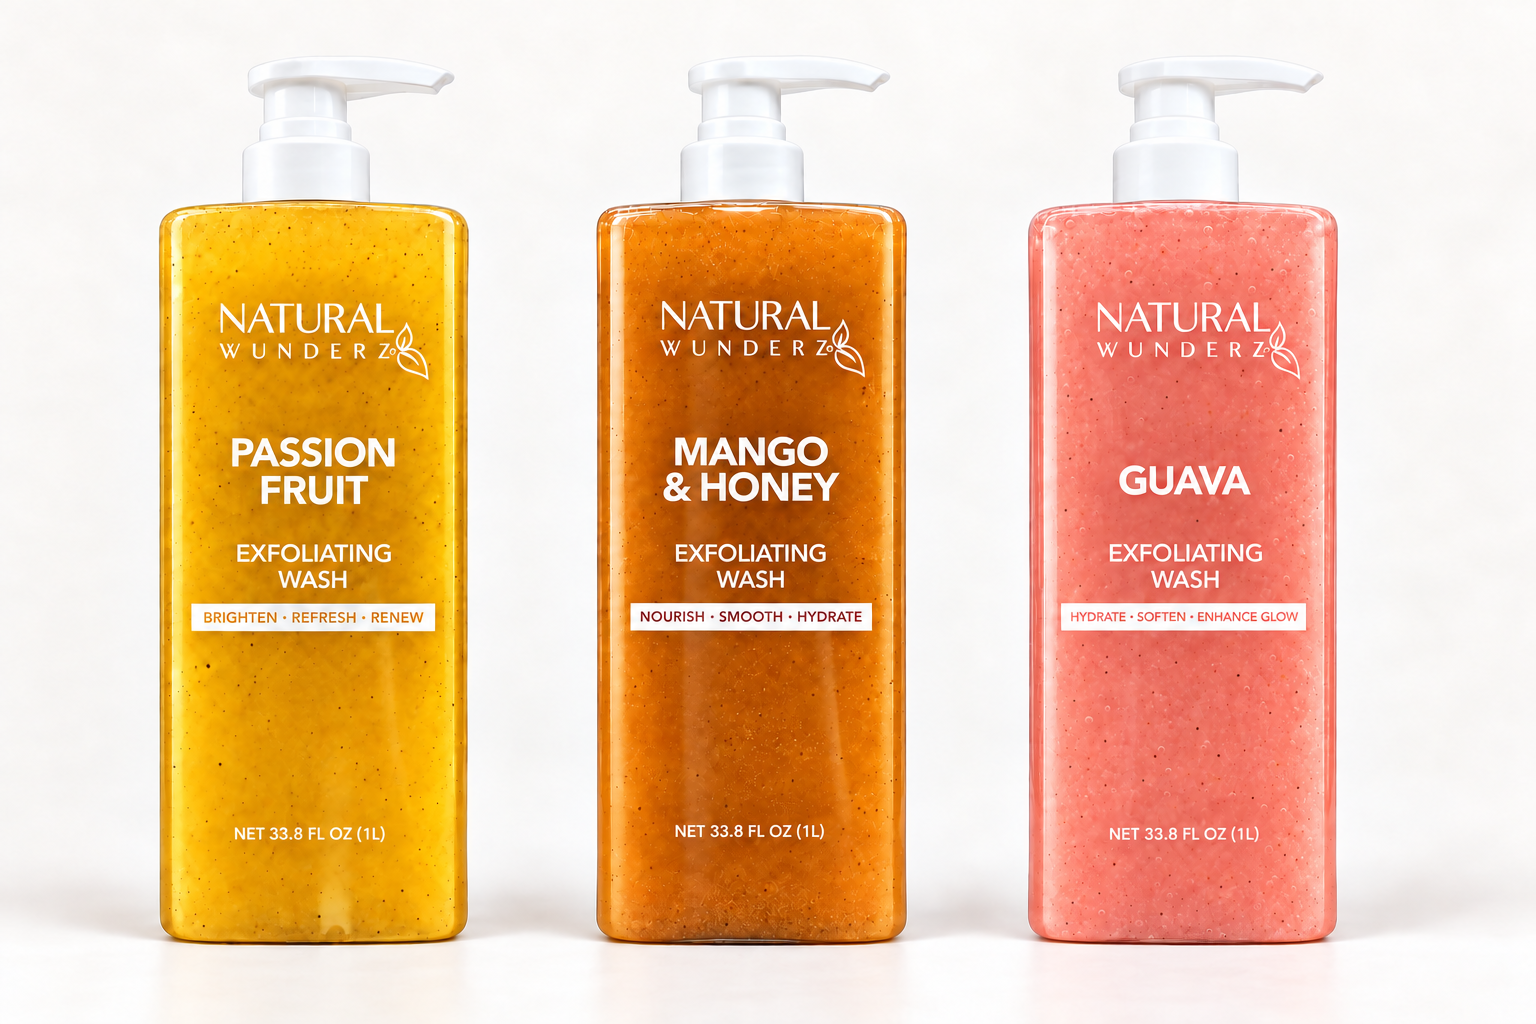 NATURAL
WUNDERZ
PASSION
FRUIT
EXFOLIATING
WASH
BRIGHTEN · REFRESH · RENEW
NET 33.8 FL OZ (1L)
NATURAL
WUNDERZ
MANGO
& HONEY
EXFOLIATING
WASH
NOURISH · SMOOTH · HYDRATE
NET 33.8 FL OZ (1L)
NATURAL
WUNDERZ
GUAVA
EXFOLIATING
WASH
HYDRATE · SOFTEN · ENHANCE GLOW
NET 33.8 FL OZ (1L)